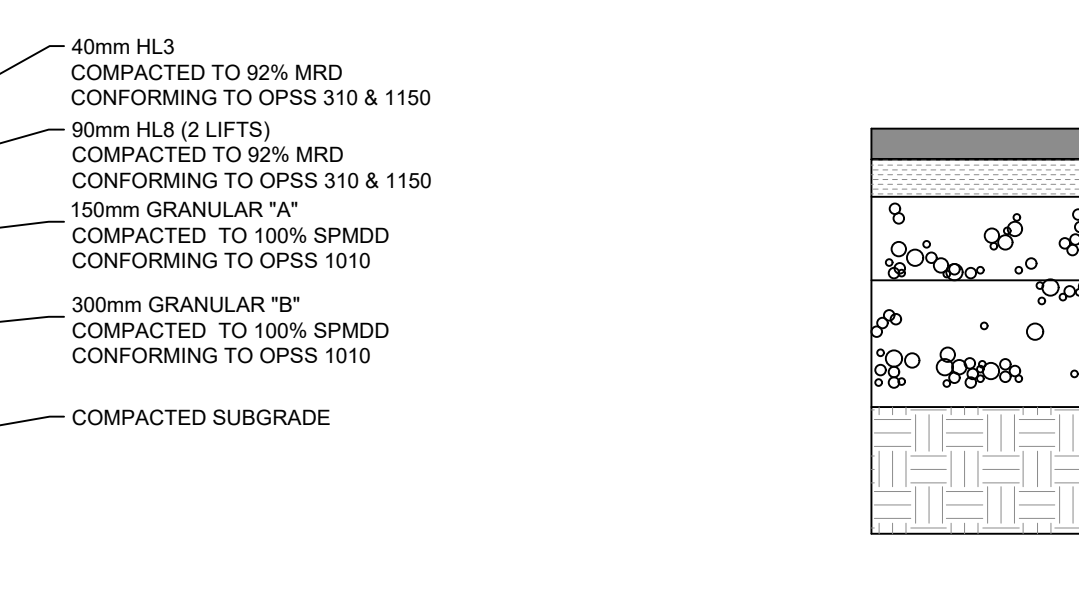 40mm HL3
COMPACTED TO 92% MRD
CONFORMING TO OPSS 310 & 1150
90mm HL8 (2 LIFTS)
COMPACTED TO 92% MRD
CONFORMING TO OPSS 310 & 1150
150mm GRANULAR "A"
COMPACTED  TO 100% SPMDD
CONFORMING TO OPSS 1010
300mm GRANULAR "B"
COMPACTED  TO 100% SPMDD
CONFORMING TO OPSS 1010
COMPACTED SUBGRADE